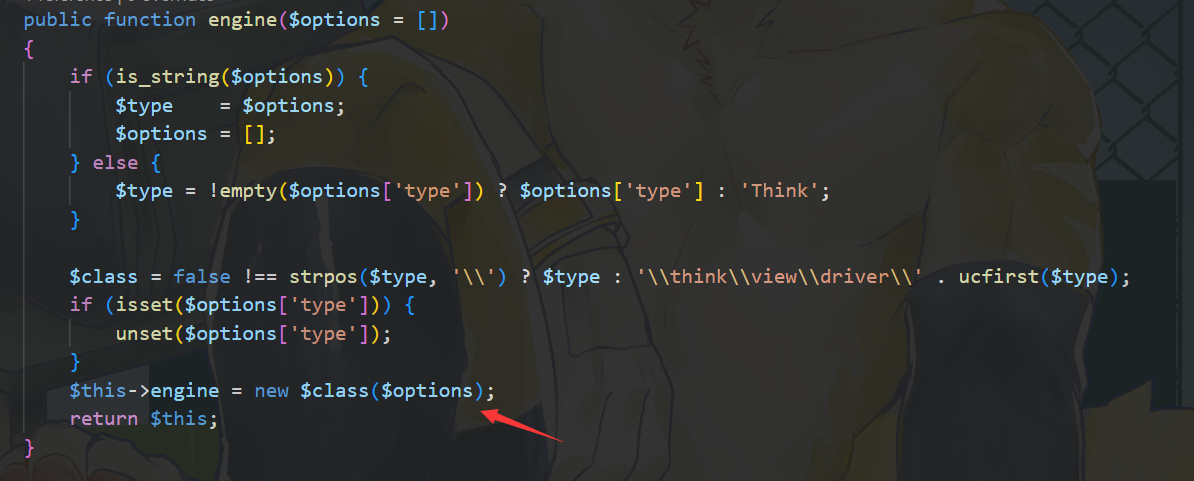 public function engine($options = [])
{
    if (is_string($options)) {
        $type    = $options;
        $options = [];
    } else {
        $type = !empty($options['type']) ? $options['type'] : 'Think';
    }

    $class = false !== strpos($type, '\\') ? $type : '\\think\\view\\driver\\' . ucfirst($type);
    if (isset($options['type'])) {
        unset($options['type']);
    }
    $this->engine = new $class($options);
    return $this;
}